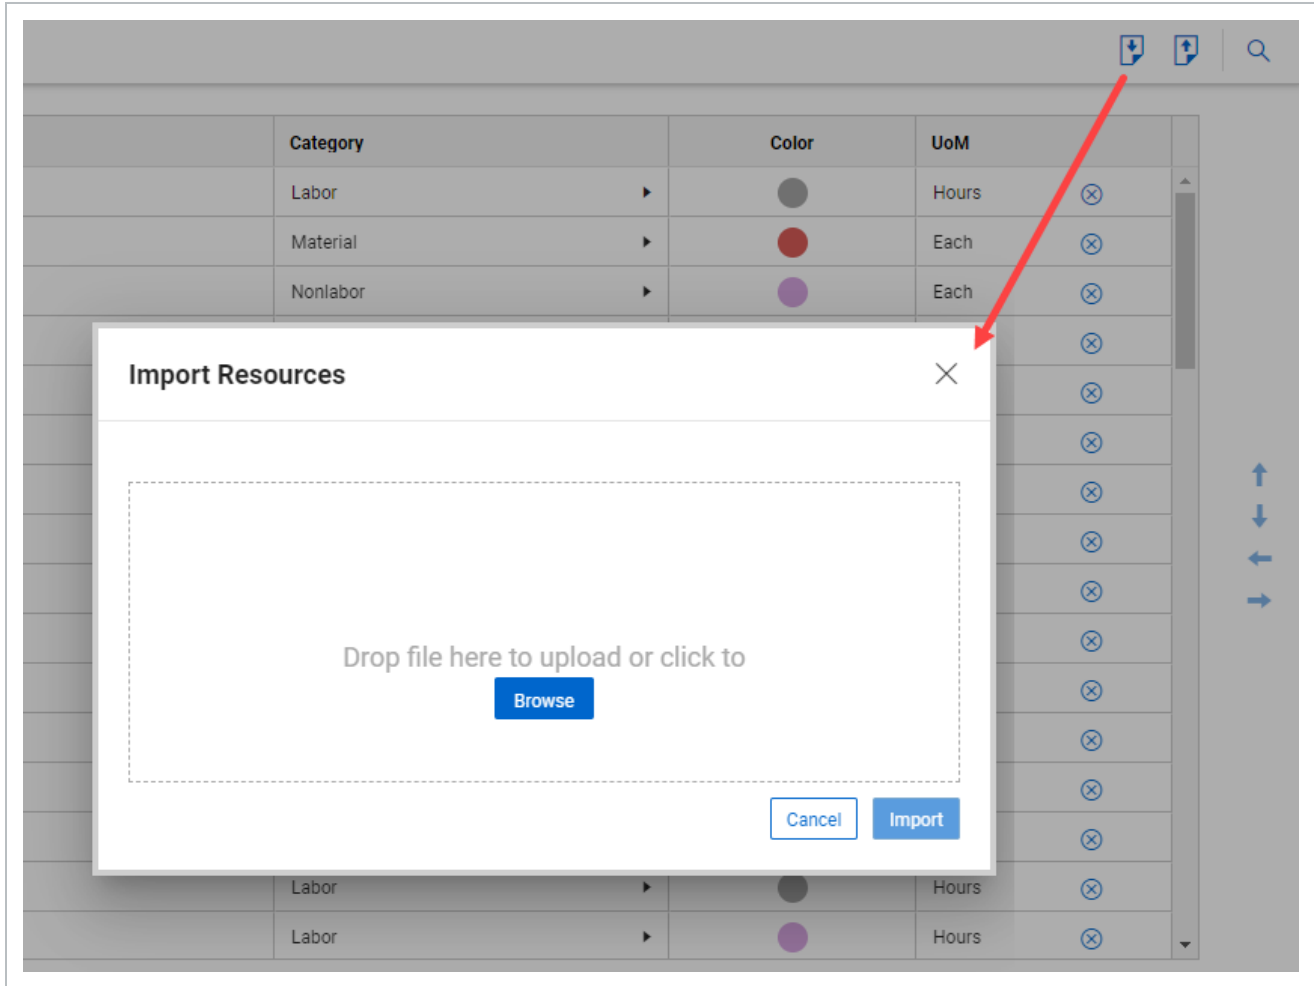 Category Color UoM
Labor Hours
Material Each
Nonlabor Each
Import Resources
Drop file here to upload or click to
Browse
Cancel Import
Labor Hours
Labor Hours